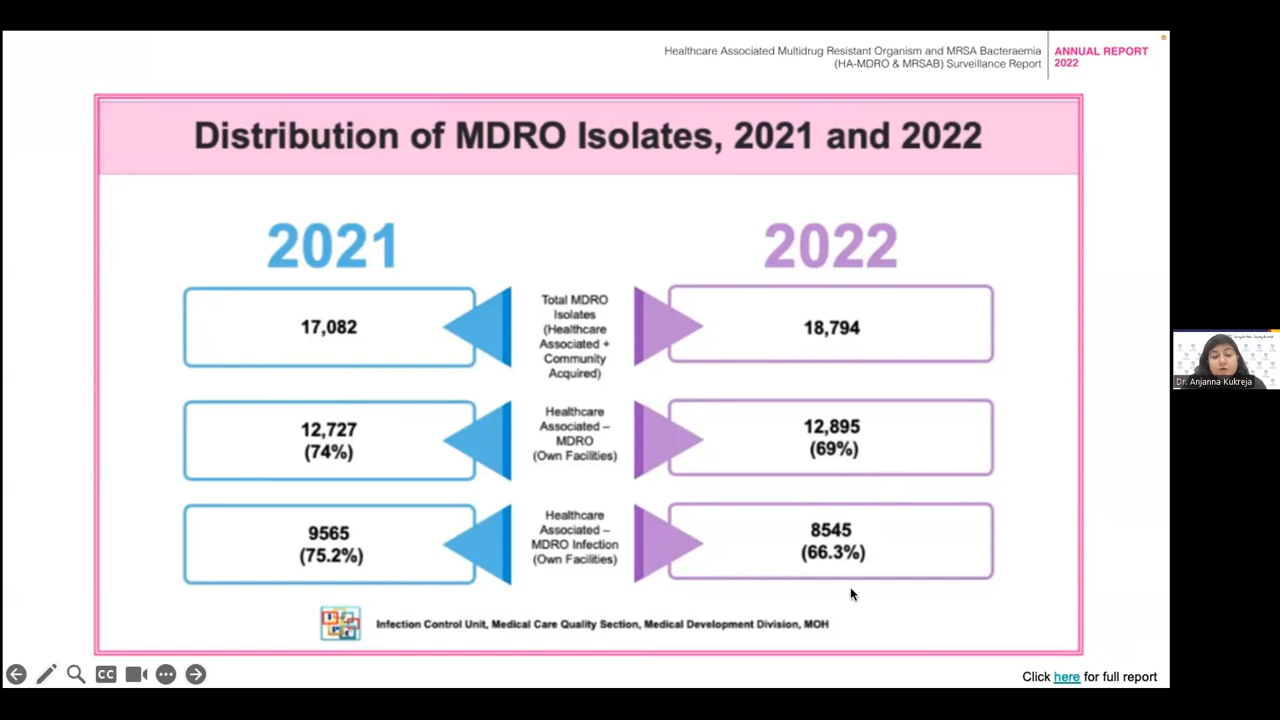 Healthcare Associated Multidrug Resistant Organism and MRSA Bacteraemia
(HA-MDRO & MRSAB) Surveillance Report
ANNUAL REPORT
2022
Distribution of MDRO Isolates, 2021 and 2022
2021
2022
17,082
Total MDRO
Isolates
(Healthcare
Associated +
Community
Acquired)
18,794
12,727
(74%)
Healthcare
Associated –
MDRO
(Own Facilities)
12,895
(69%)
9565
(75.2%)
Healthcare
Associated –
MDRO Infection
(Own Facilities)
8545
(66.3%)
Infection Control Unit, Medical Care Quality Section, Medical Development Division, MOH
CC
Click here for full report
Dr. Anjanna Kukreja